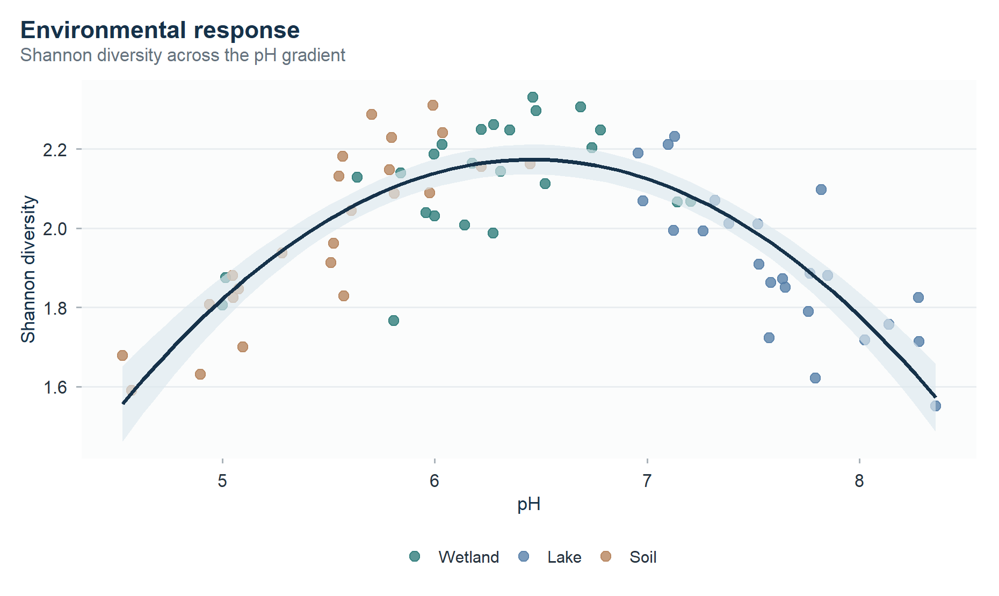 Environmental response
Shannon diversity across the pH gradient
Shannon diversity
2.2
2.0
1.8
1.6
5 6 7 8
pH
Wetland Lake Soil